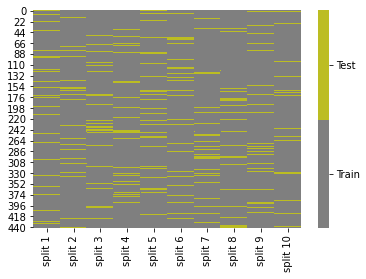 0
22
44
66
88
110
132
154
176
198
220
242
264
286
308
330
352
374
396
418
440
split 1
split 2
split 3
split 4
split 5
split 6
split 7
split 8
split 9
split 10
Test
Train